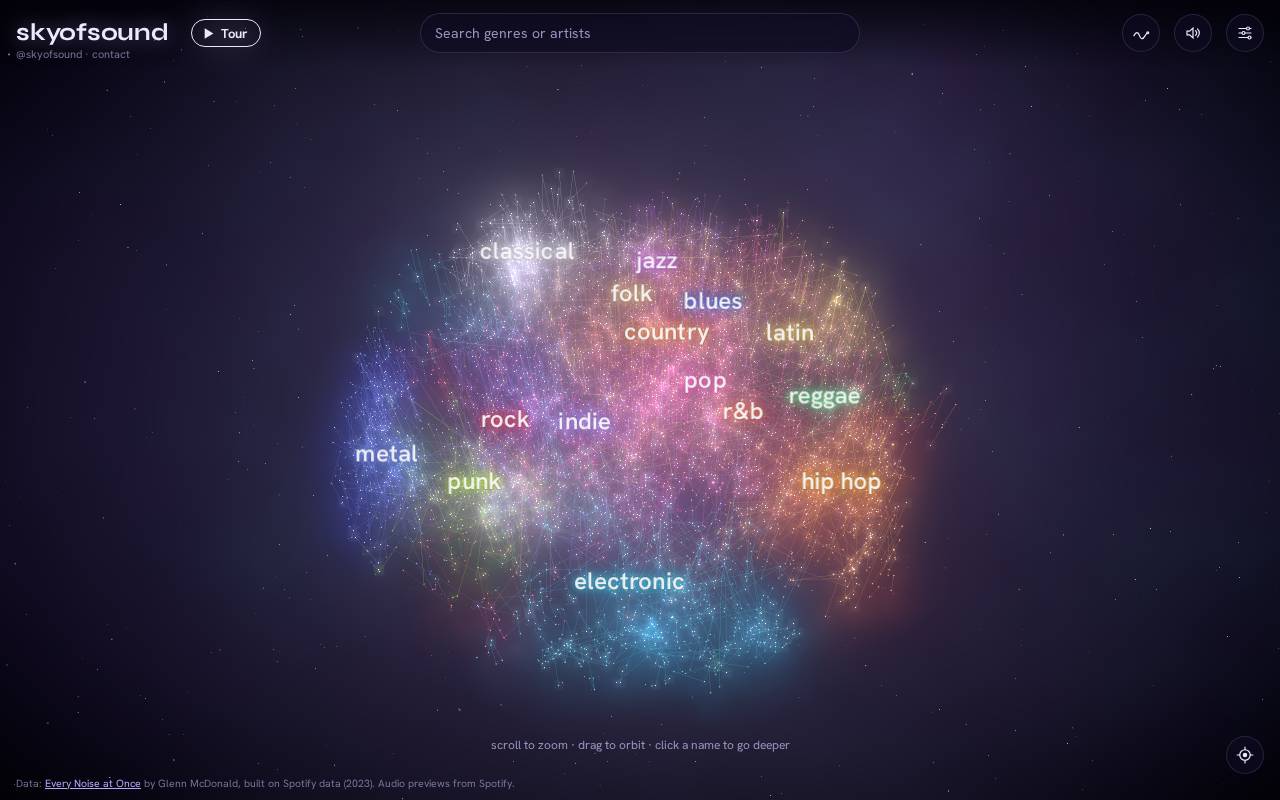 skyofsound
Tour
Search genres or artists
@skyofsound · contact
classical
jazz
folk
blues
country
latin
pop
reggae
r&b
rock
indie
metal
punk
hip hop
electronic
scroll to zoom · drag to orbit · click a name to go deeper
Data: Every Noise at Once by Glenn McDonald, built on Spotify data (2023). Audio previews from Spotify.